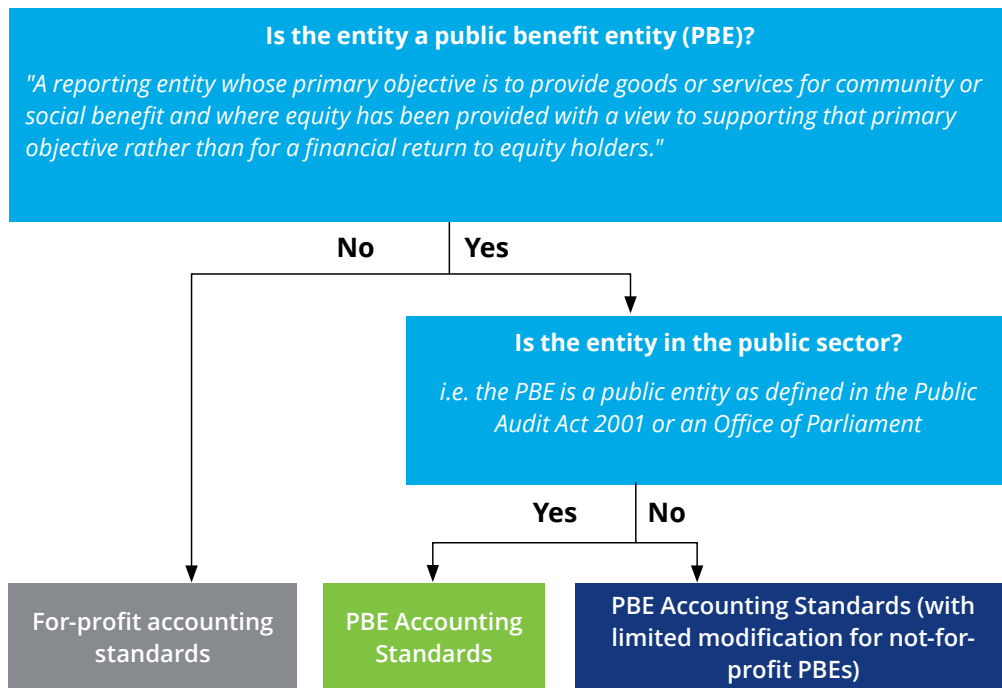 Is the entity a public benefit entity (PBE)?
"A reporting entity whose primary objective is to provide goods or services for community or
social benefit and where equity has been provided with a view to supporting that primary
objective rather than for a financial return to equity holders."
No
Yes
Is the entity in the public sector?
i.e. the PBE is a public entity as defined in the Public
Audit Act 2001 or an Office of Parliament
Yes
No
For-profit accounting
standards
PBE Accounting
Standards
PBE Accounting Standards (with
limited modification for not-for-
profit PBEs)